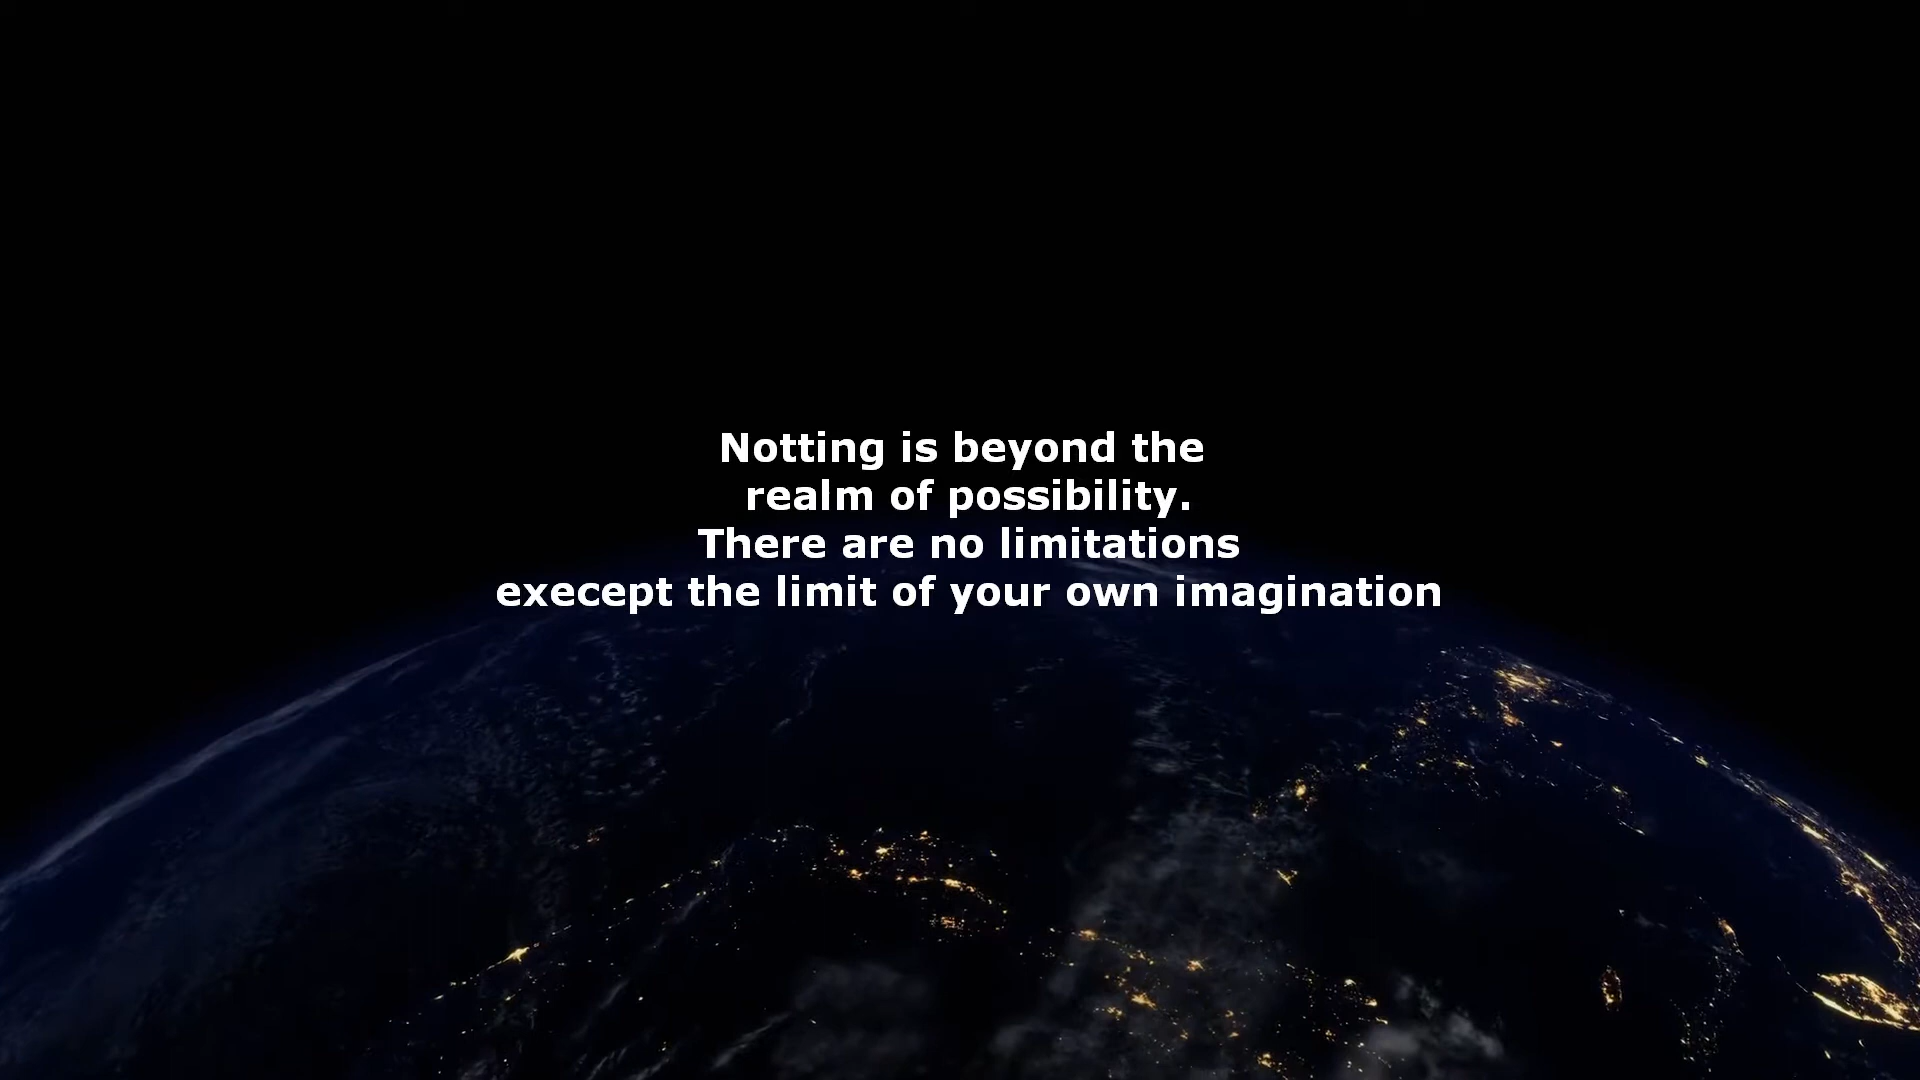 Notting is beyond the
realm of possibility.
There are no limitations
execept the limit of your own imagination